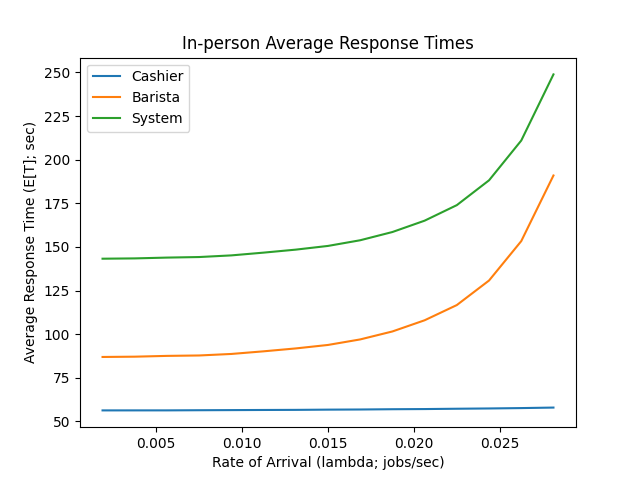 In-person Average Response Times
Cashier
Barista
System
Average Response Time (E[T]; sec)
250
225
200
175
150
125
100
75
50
0.005 0.010 0.015 0.020 0.025
Rate of Arrival (lambda; jobs/sec)